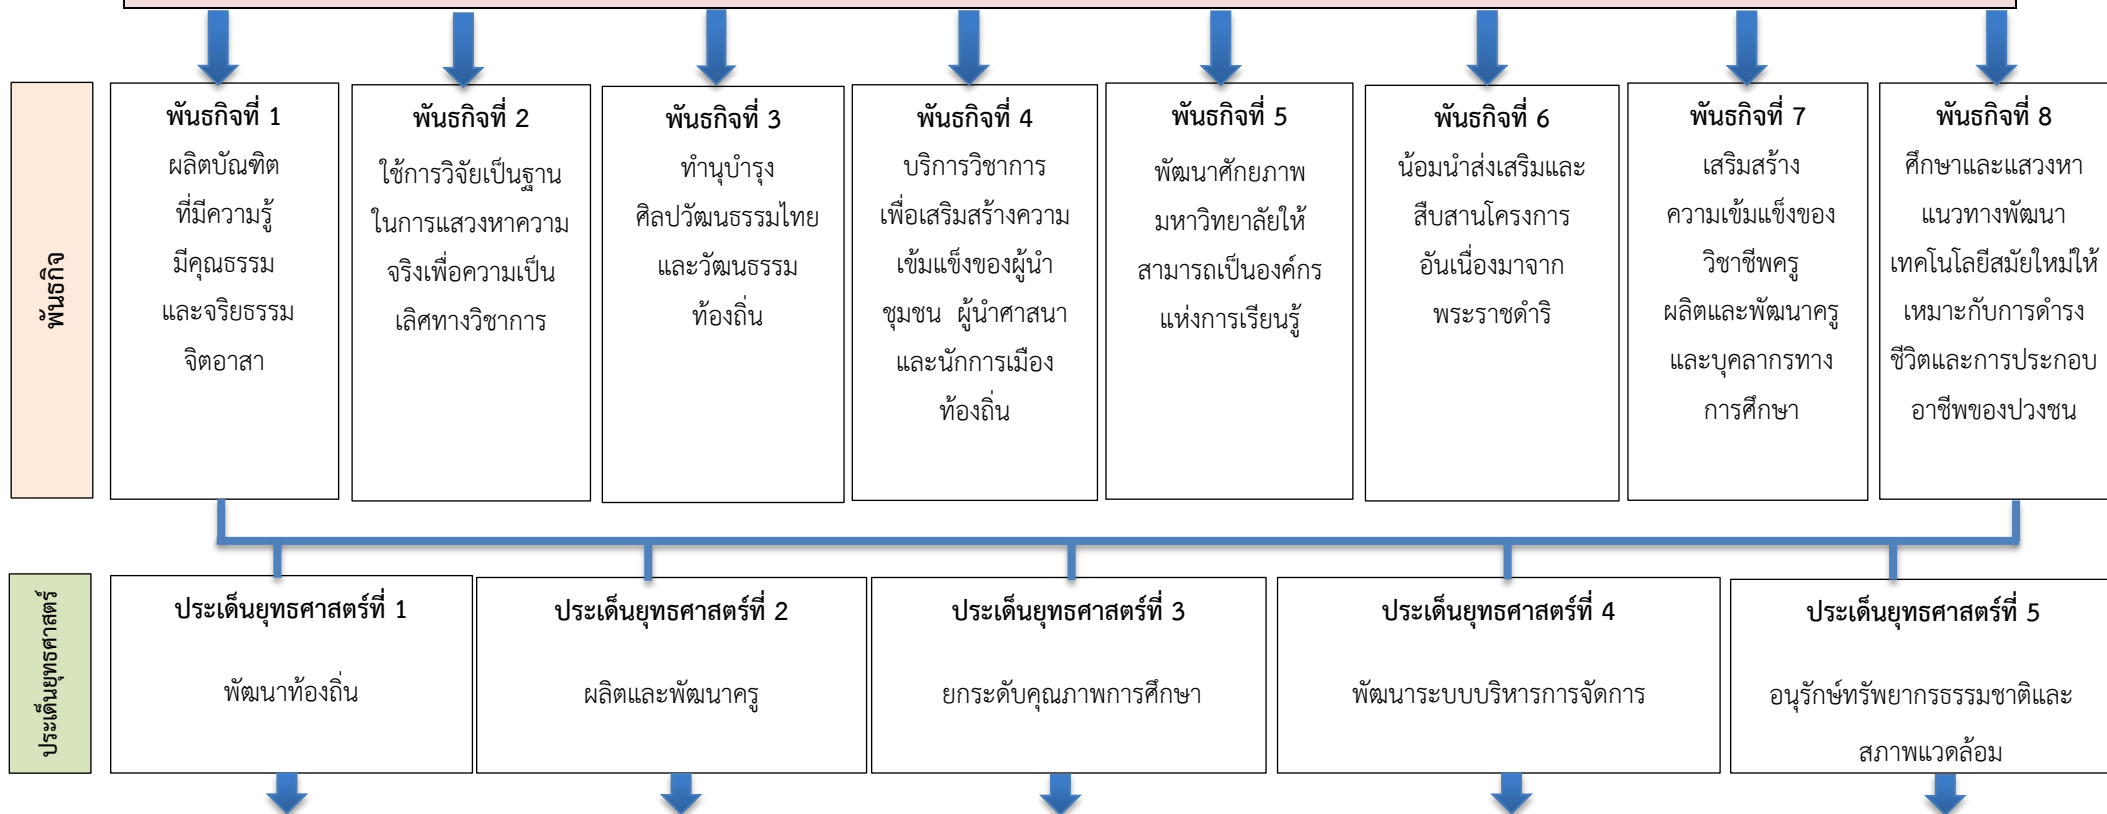 พันธกิจ
พันธกิจที่ 1
ผลิตบัณฑิต
ที่มีความรู้
มีคุณธรรม
และจริยธรรม
จิตอาสา
พันธกิจที่ 2
ใช้การวิจัยเป็นฐาน
ในการแสวงหาความ
จริงเพื่อความเป็น
เลิศทางวิชาการ
พันธกิจที่ 3
ทำนุบำรุง
ศิลปวัฒนธรรมไทย
และวัฒนธรรม
ท้องถิ่น
พันธกิจที่ 4
บริการวิชาการ
เพื่อเสริมสร้างความ
เข้มแข็งของผู้นำ
ชุมชน ผู้นำศาสนา
และนักการเมือง
ท้องถิ่น
พันธกิจที่ 5
พัฒนาศักยภาพ
มหาวิทยาลัยให้
สามารถเป็นองค์กร
แห่งการเรียนรู้
พันธกิจที่ 6
น้อมนำส่งเสริมและ
สืบสานโครงการ
อันเนื่องมาจาก
พระราชดำริ
พันธกิจที่ 7
เสริมสร้าง
ความเข้มแข็งของ
วิชาชีพครู
ผลิตและพัฒนาครู
และบุคลากรทาง
การศึกษา
พันธกิจที่ 8
ศึกษาและแสวงหา
แนวทางพัฒนา
เทคโนโลยีสมัยใหม่ให้
เหมาะกับการดำรง
ชีวิตและการประกอบ
อาชีพของปวงชน
ประเด็นยุทธศาสตร์
ประเด็นยุทธศาสตร์ที่ 1
พัฒนาท้องถิ่น
ประเด็นยุทธศาสตร์ที่ 2
ผลิตและพัฒนาครู
ประเด็นยุทธศาสตร์ที่ 3
ยกระดับคุณภาพการศึกษา
ประเด็นยุทธศาสตร์ที่ 4
พัฒนาระบบบริหารการจัดการ
ประเด็นยุทธศาสตร์ที่ 5
อนุรักษ์ทรัพยากรธรรมชาติและ
สภาพแวดล้อม